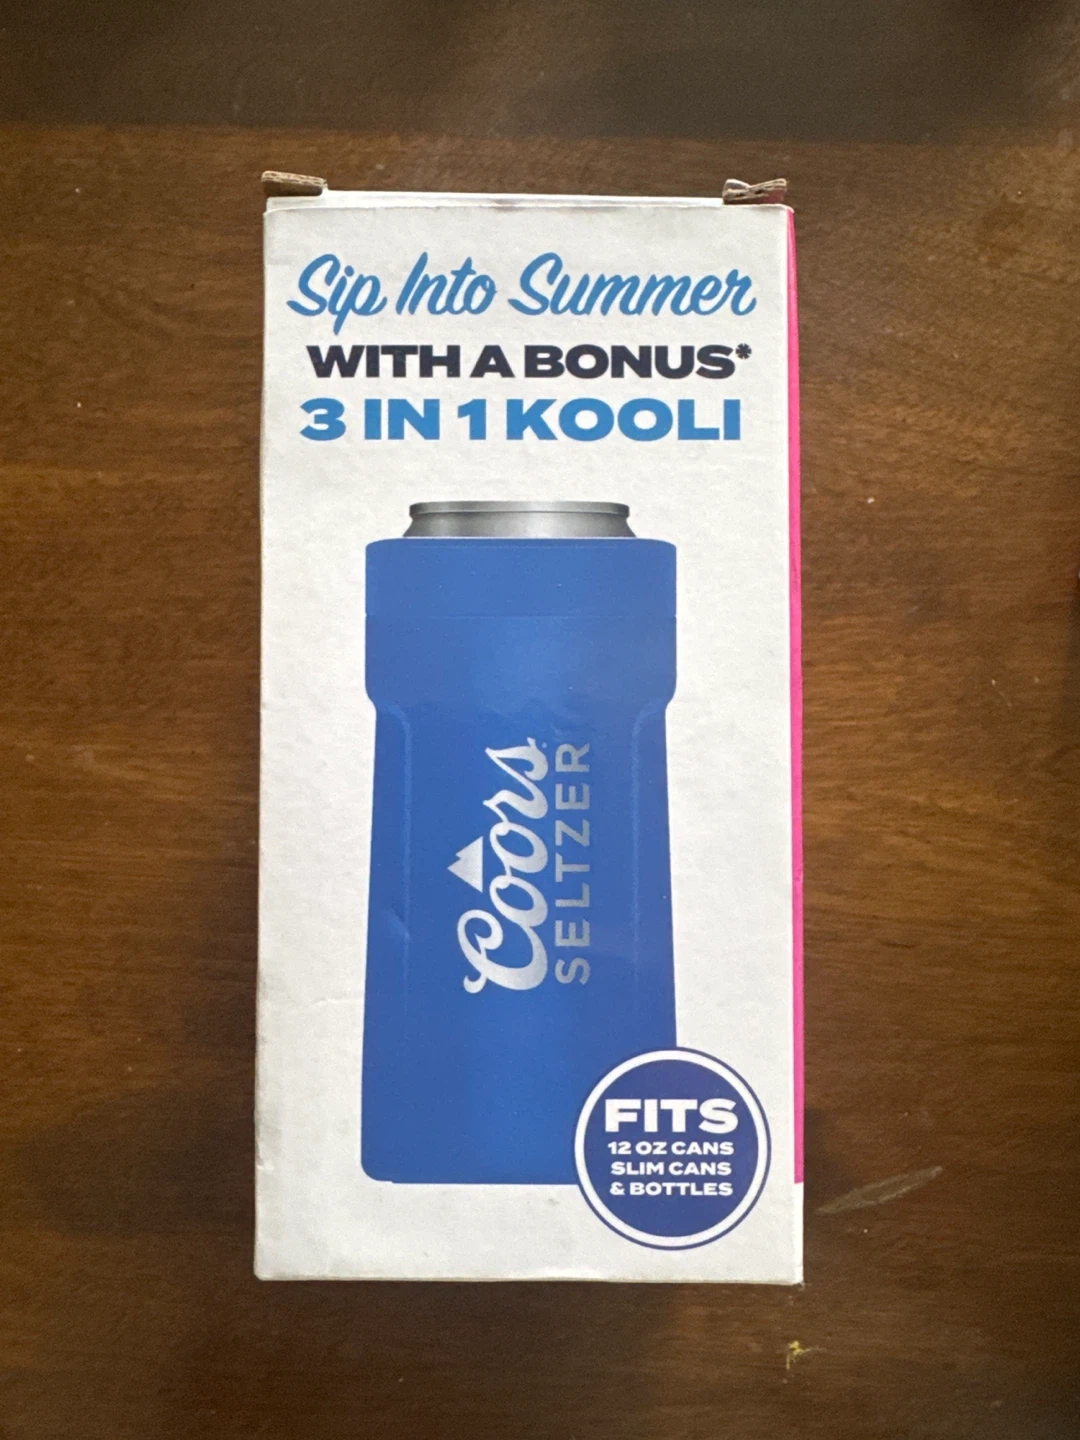 Sip Into Summer
WITH A BONUS*
3 IN 1 KOOLI
Coors
SELTZER
FITS
12 OZ CANS
SLIM CANS
& BOTTLES